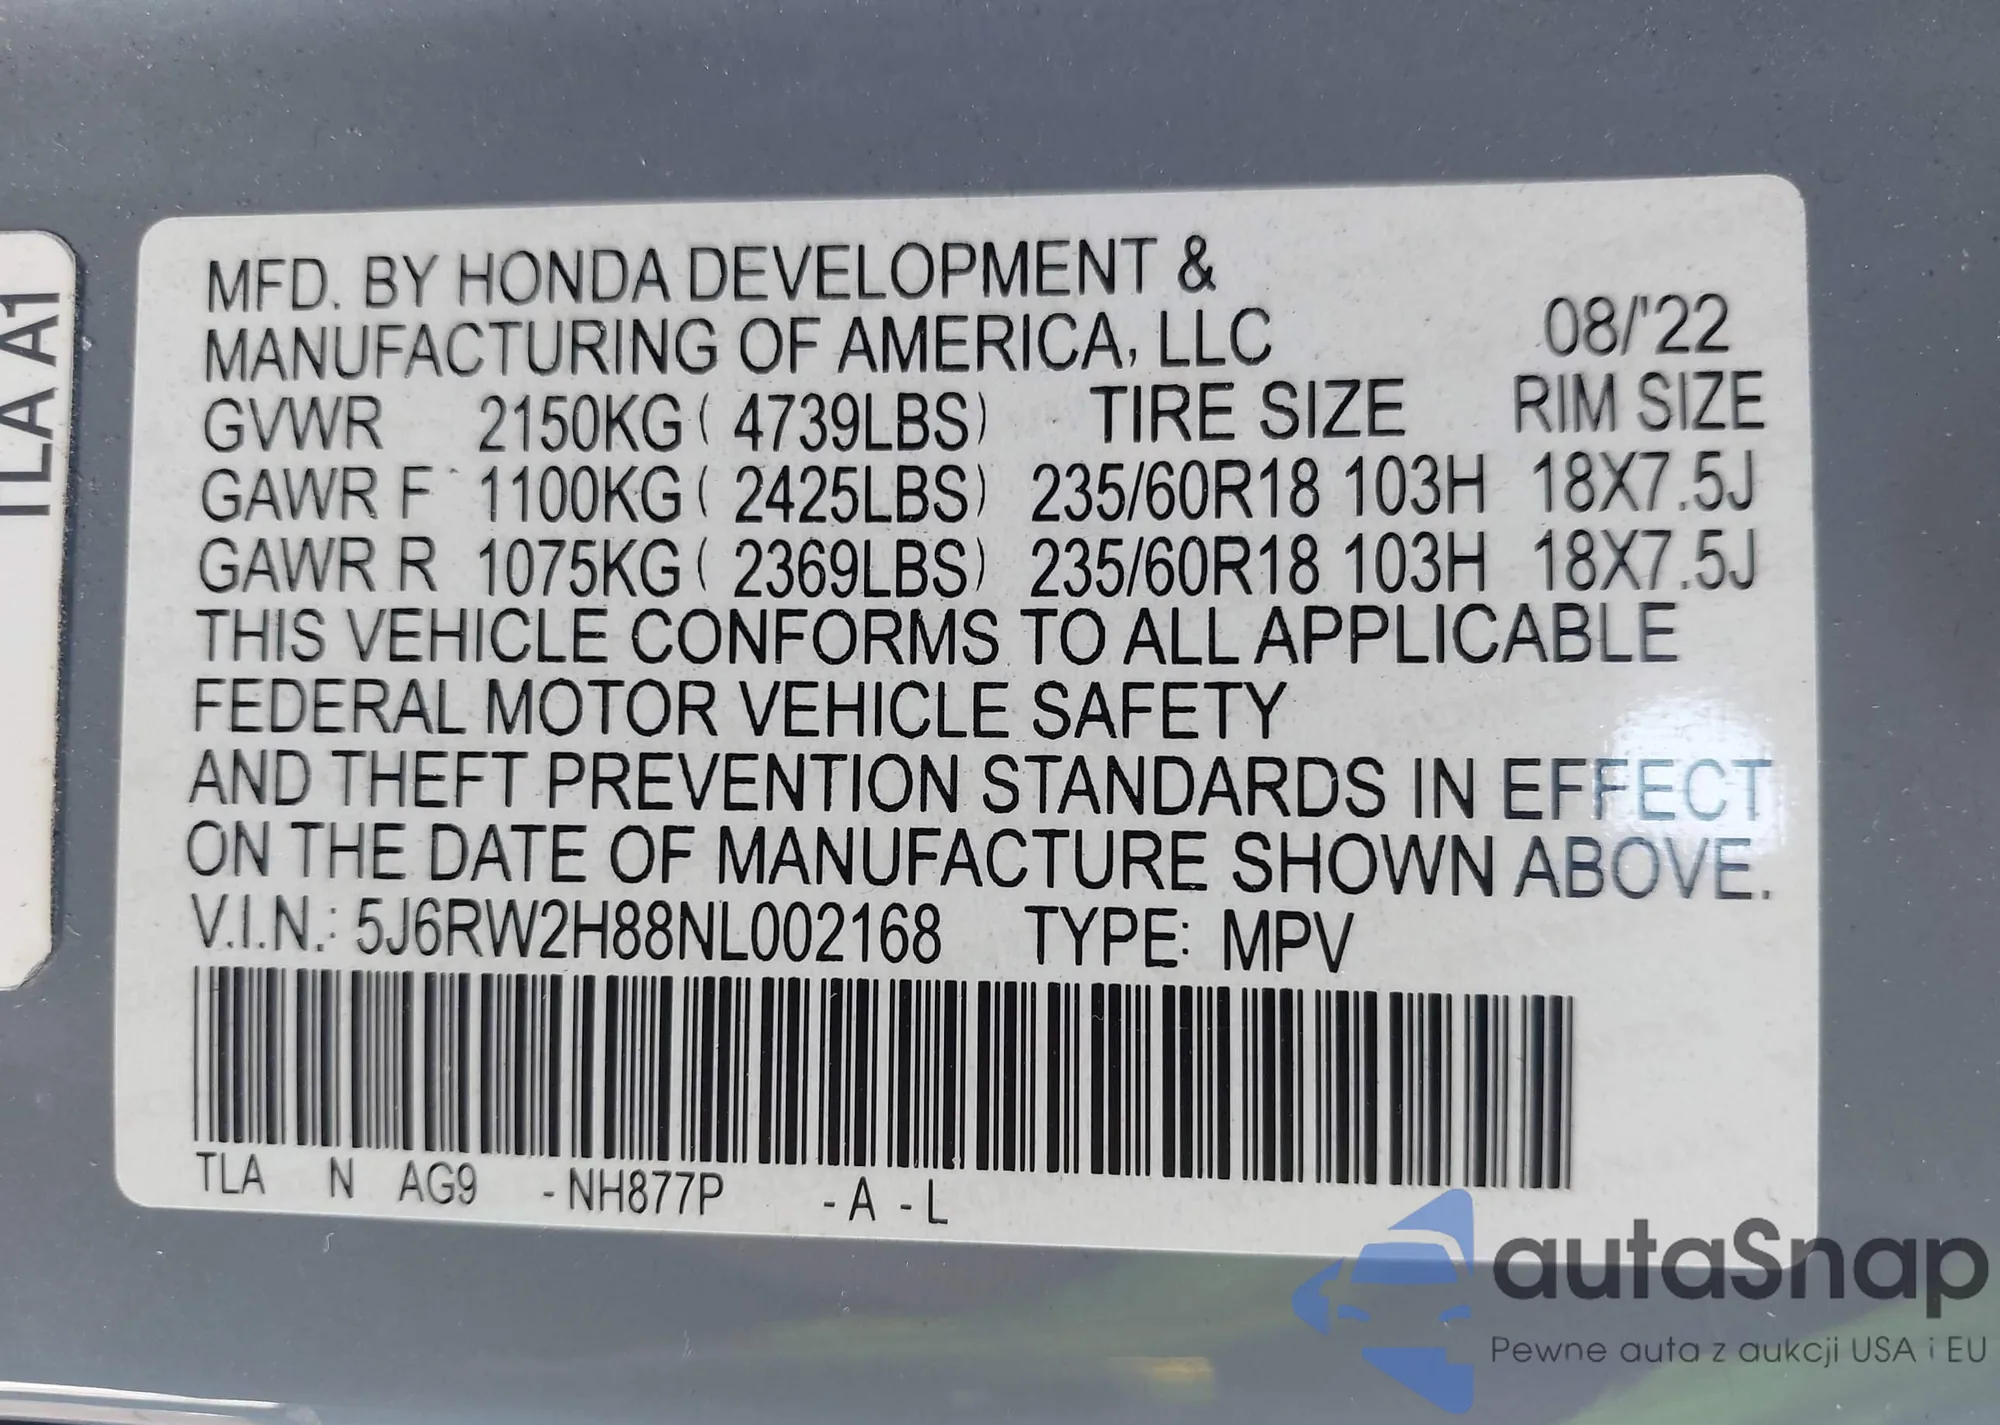 TLA A1
MFD. BY HONDA DEVELOPMENT &
MANUFACTURING OF AMERICA, LLC 08/'22
GVWR 2150KG ( 4739LBS) TIRE SIZE RIM SIZE
GAWR F 1100KG ( 2425LBS) 235/60R18 103H 18X7.5J
GAWR R 1075KG ( 2369LBS) 235/60R18 103H 18X7.5J
THIS VEHICLE CONFORMS TO ALL APPLICABLE
FEDERAL MOTOR VEHICLE SAFETY
AND THEFT PREVENTION STANDARDS IN EFFECT
ON THE DATE OF MANUFACTURE SHOWN ABOVE.
V.I.N.: 5J6RW2H88NL002168 TYPE: MPV
TLA N AG9 -NH877P -A -L
autaSnap
Pewne auta z aukcji USA i EU